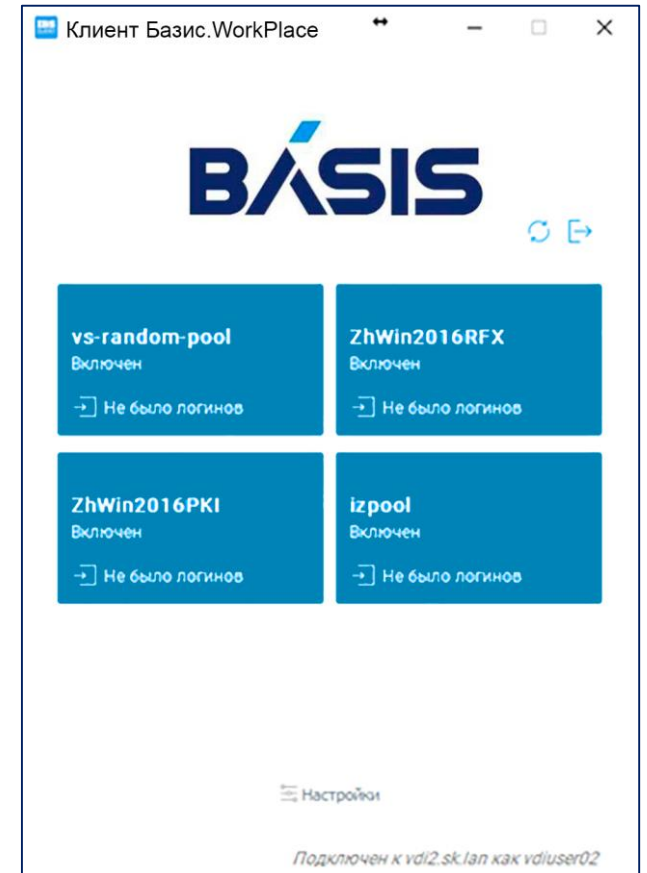 Клиент Базис.WorkPlace
BÁSIS
vs-random-pool
Включен
Не было логинов
ZhWin2016RFX
Включен
Не было логинов
ZhWin2016PKI
Включен
Не было логинов
izpool
Включен
Не было логинов
Настройки
Подключен к vdi2.sk.lan как vdiuser02